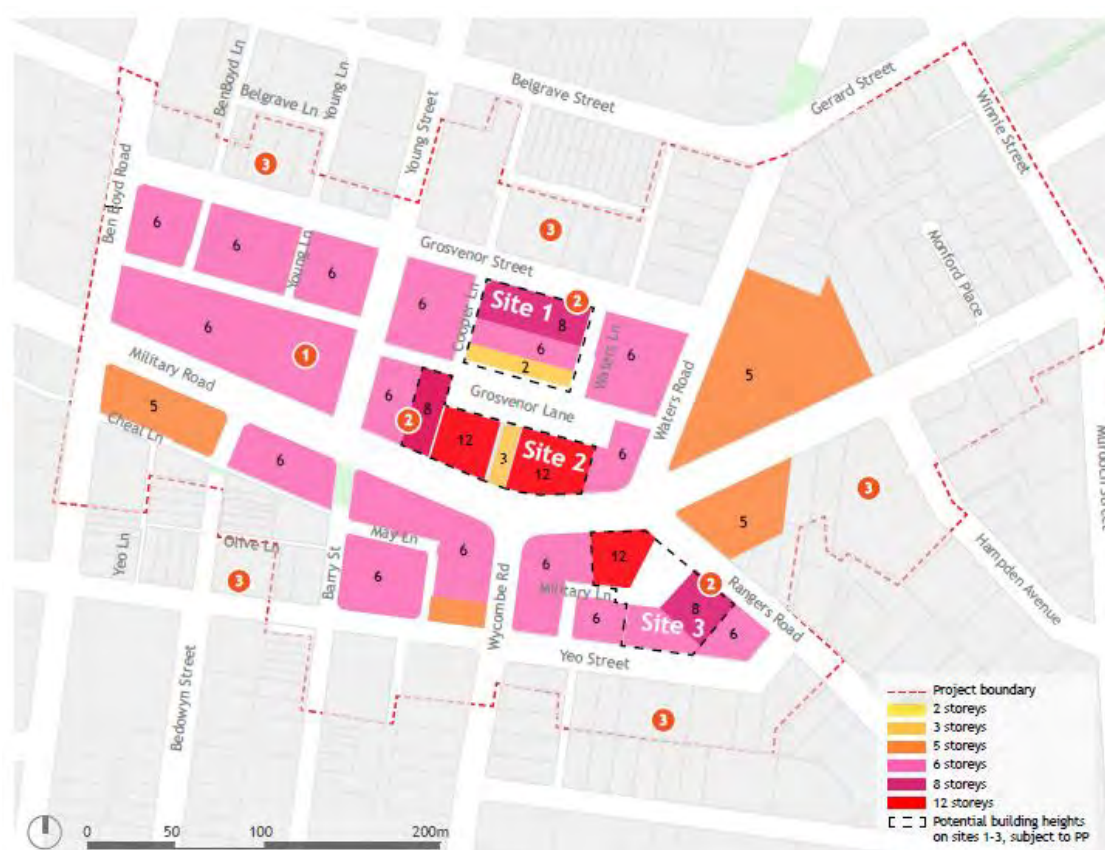 BenBoyd Ln
Belgrave Ln
Young Ln
Young Street
Belgrave Street
Gerard Street
Winnie Street
Ben Boyd Road
3
3
Monford Place
6
6
Young Ln
6
Grosvenor Street
6
Cooper Ln
Site 1
2
8
6
2
Waters Ln
6
Waters Road
5
6
1
Military Road
5
Cheal Ln
6
2
8
Grosvenor Lane
12
3
Site 2
12
6
6
5
3
Murdoch Street
Hampden Avenue
Yeo Ln
Olive Ln
3
Barry St
May Ln
6
6
Wycombe Rd
6
12
Military Ln
6
Site 3
2
8
6
Rangers Road
Yeo Street
Bedowyn Street
3
Project boundary
2 storeys
3 storeys
5 storeys
6 storeys
8 storeys
12 storeys
Potential building heights
on sites 1-3, subject to PP
0 50 100 200m